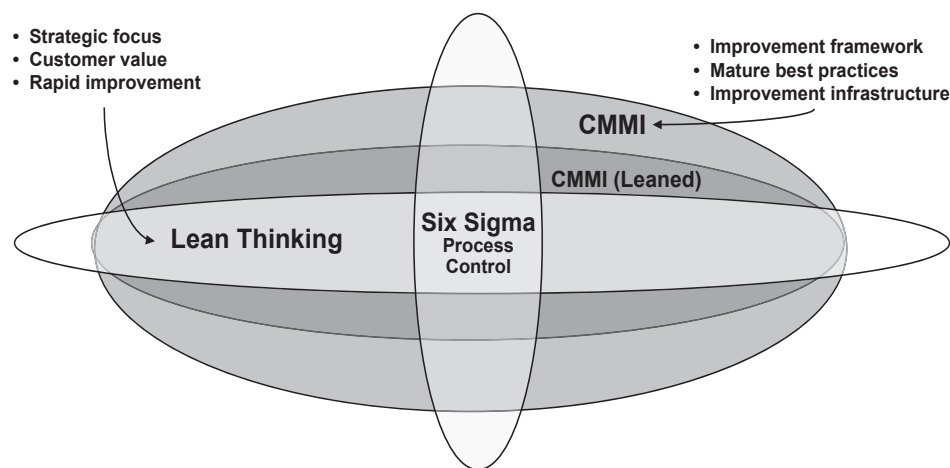 • Strategic focus
• Customer value
• Rapid improvement
• Improvement framework
• Mature best practices
• Improvement infrastructure
CMMI
CMMI (Leaned)
Lean Thinking
Six Sigma
Process
Control